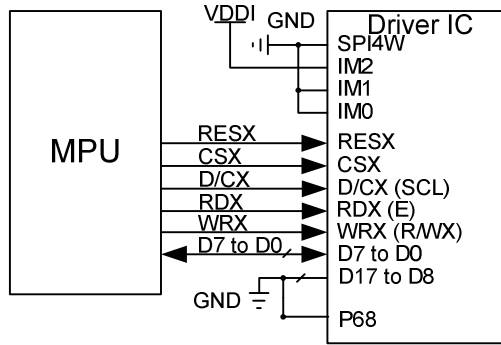 VDDI
GND
Driver IC
SPI4W
IM2
IM1
IM0
MPU
RESX
RESX
CSX
CSX
D/CX
D/CX (SCL)
RDX
RDX (E)
WRX
WRX (R/WX)
D7 to D0
D7 to D0
D17 to D8
GND
P68